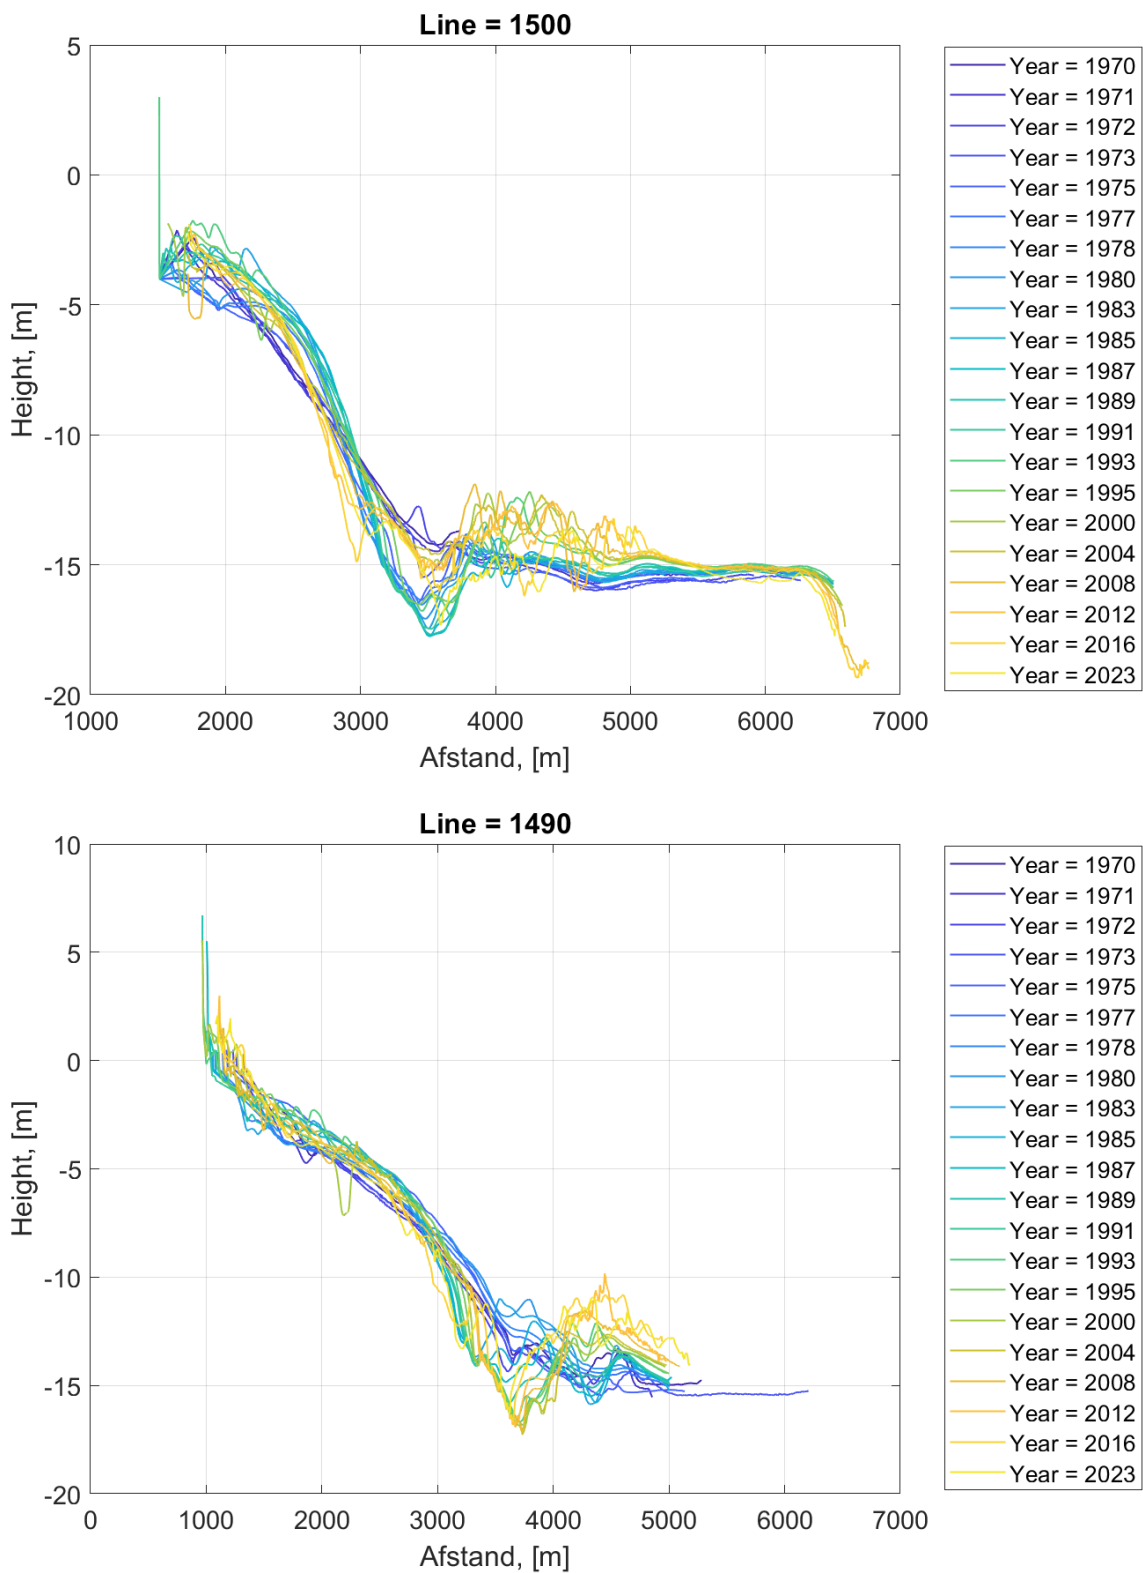 Line = 1500
5
0
-5
-10
-15
-20
Height, [m]
1000 2000 3000 4000 5000 6000 7000
Afstand, [m]
Year = 1970
Year = 1971
Year = 1972
Year = 1973
Year = 1975
Year = 1977
Year = 1978
Year = 1980
Year = 1983
Year = 1985
Year = 1987
Year = 1989
Year = 1991
Year = 1993
Year = 1995
Year = 2000
Year = 2004
Year = 2008
Year = 2012
Year = 2016
Year = 2023
Line = 1490
10
5
0
-5
-10
-15
-20
Height, [m]
0 1000 2000 3000 4000 5000 6000 7000
Afstand, [m]
Year = 1970
Year = 1971
Year = 1972
Year = 1973
Year = 1975
Year = 1977
Year = 1978
Year = 1980
Year = 1983
Year = 1985
Year = 1987
Year = 1989
Year = 1991
Year = 1993
Year = 1995
Year = 2000
Year = 2004
Year = 2008
Year = 2012
Year = 2016
Year = 2023